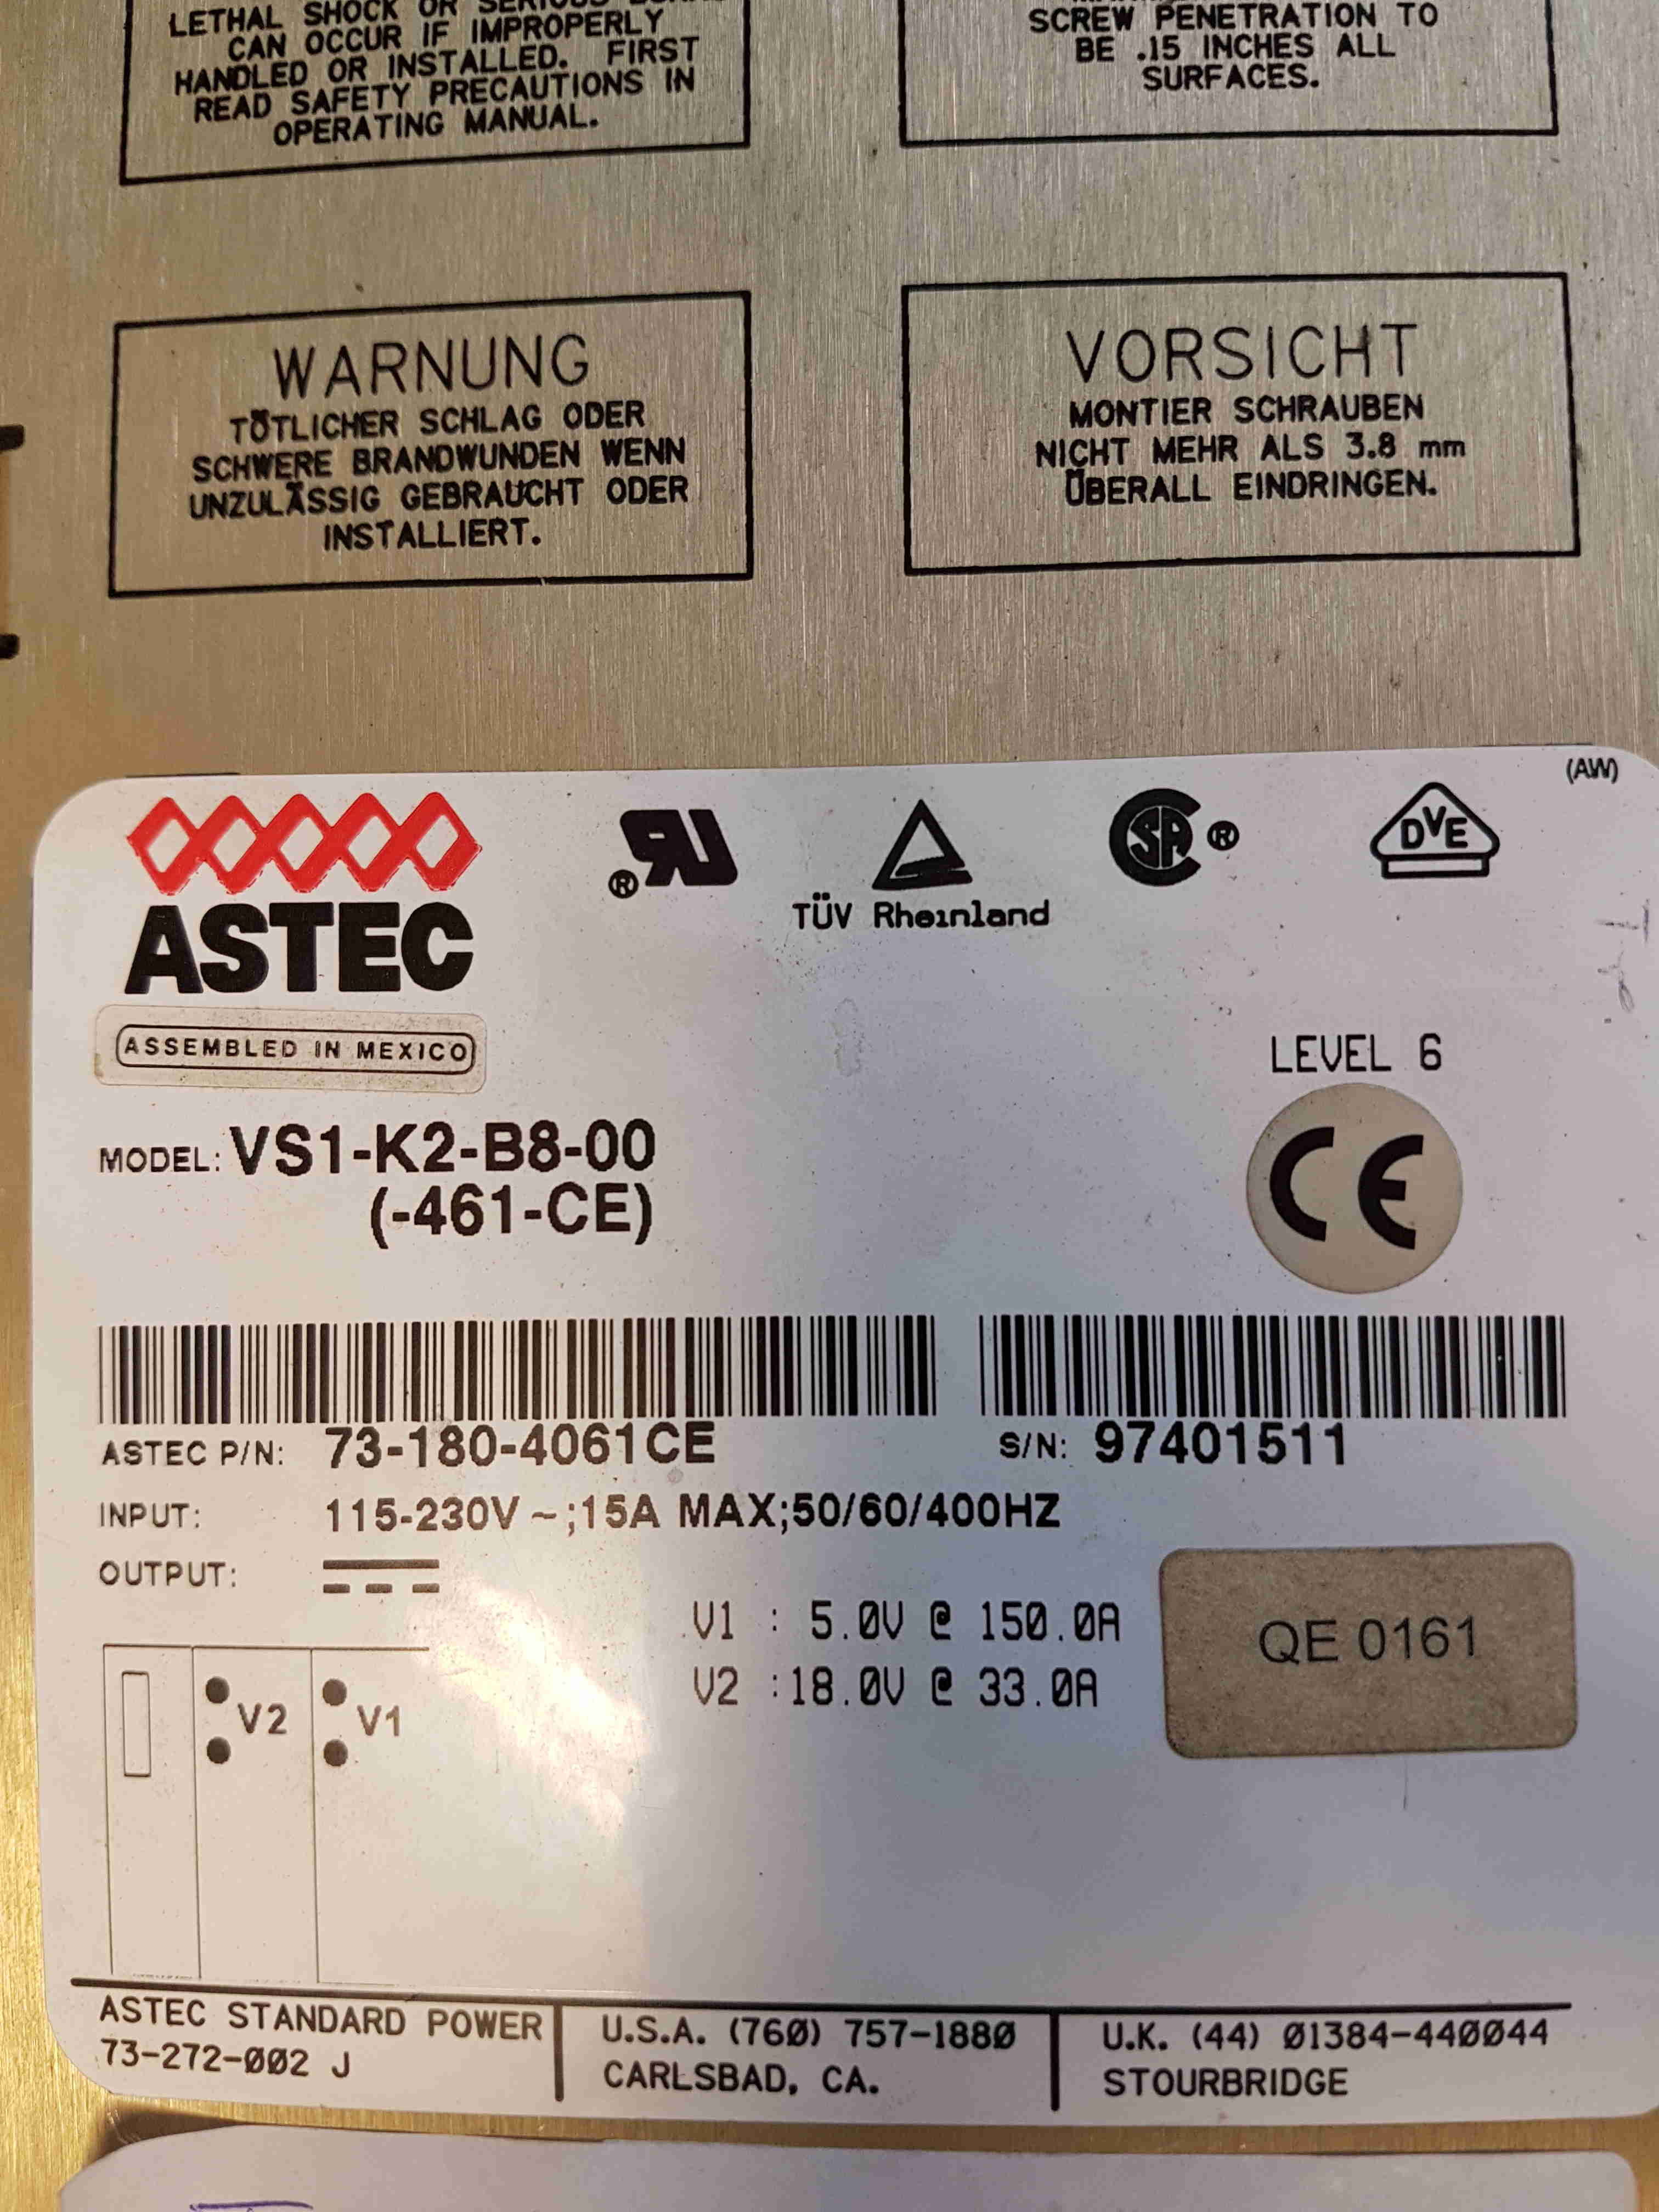 LETHAL SHOCK OR SERIOUS
CAN OCCUR IF IMPROPERLY
HANDLED OR INSTALLED. FIRST
READ SAFETY PRECAUTIONS IN
OPERATING MANUAL.
SCREW PENETRATION TO
BE .15 INCHES ALL
SURFACES.
WARNUNG
TÖTLICHER SCHLAG ODER
SCHWERE BRANDWUNDEN WENN
UNZULÄSSIG GEBRAUCHT ODER
INSTALLIERT.
VORSICHT
MONTIER SCHRAUBEN
NICHT MEHR ALS 3.8 mm
ÜBERALL EINDRINGEN.
(AW)
ASTEC
ASSEMBLED IN MEXICO
® RU
TÜV Rheinland
CSA ®
DVE
LEVEL 6
CE
MODEL: VS1-K2-B8-00
(-461-CE)
ASTEC P/N: 73-180-4061CE
S/N: 97401511
INPUT: 115-230V ~;15A MAX;50/60/400HZ
OUTPUT:
V1 : 5.0V @ 150.0A
V2 :18.0V @ 33.0A
QE 0161
V2 V1
ASTEC STANDARD POWER
73-272-002 J
U.S.A. (760) 757-1880
CARLSBAD, CA.
U.K. (44) 01384-440044
STOURBRIDGE